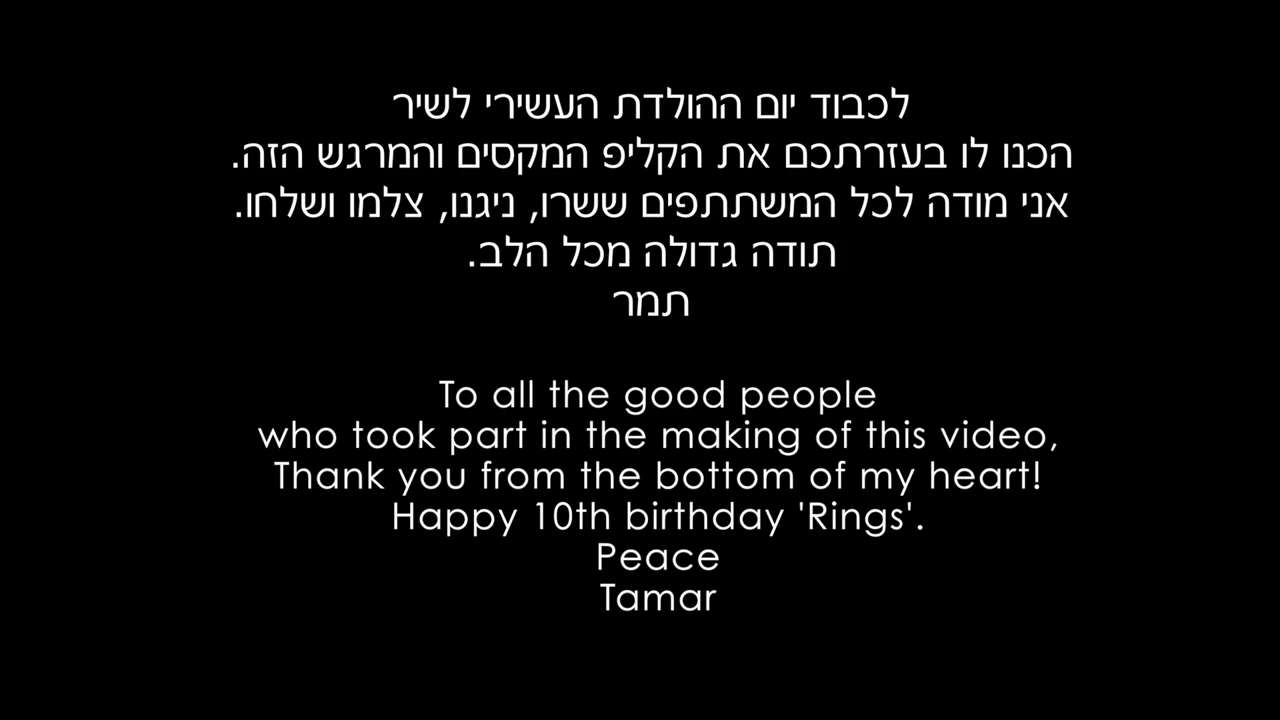 לכבוד יום ההולדת העשירי לשיר
הכנו לו בעזרתכם את הקליפ המקסים והמרגש הזה.
אני מודה לכל המשתתפים ששרו, ניגנו, צלמו ושלחו.
תודה גדולה מכל הלב.
תמר
To all the good people
who took part in the making of this video,
Thank you from the bottom of my heart!
Happy 10th birthday 'Rings'.
Peace
Tamar